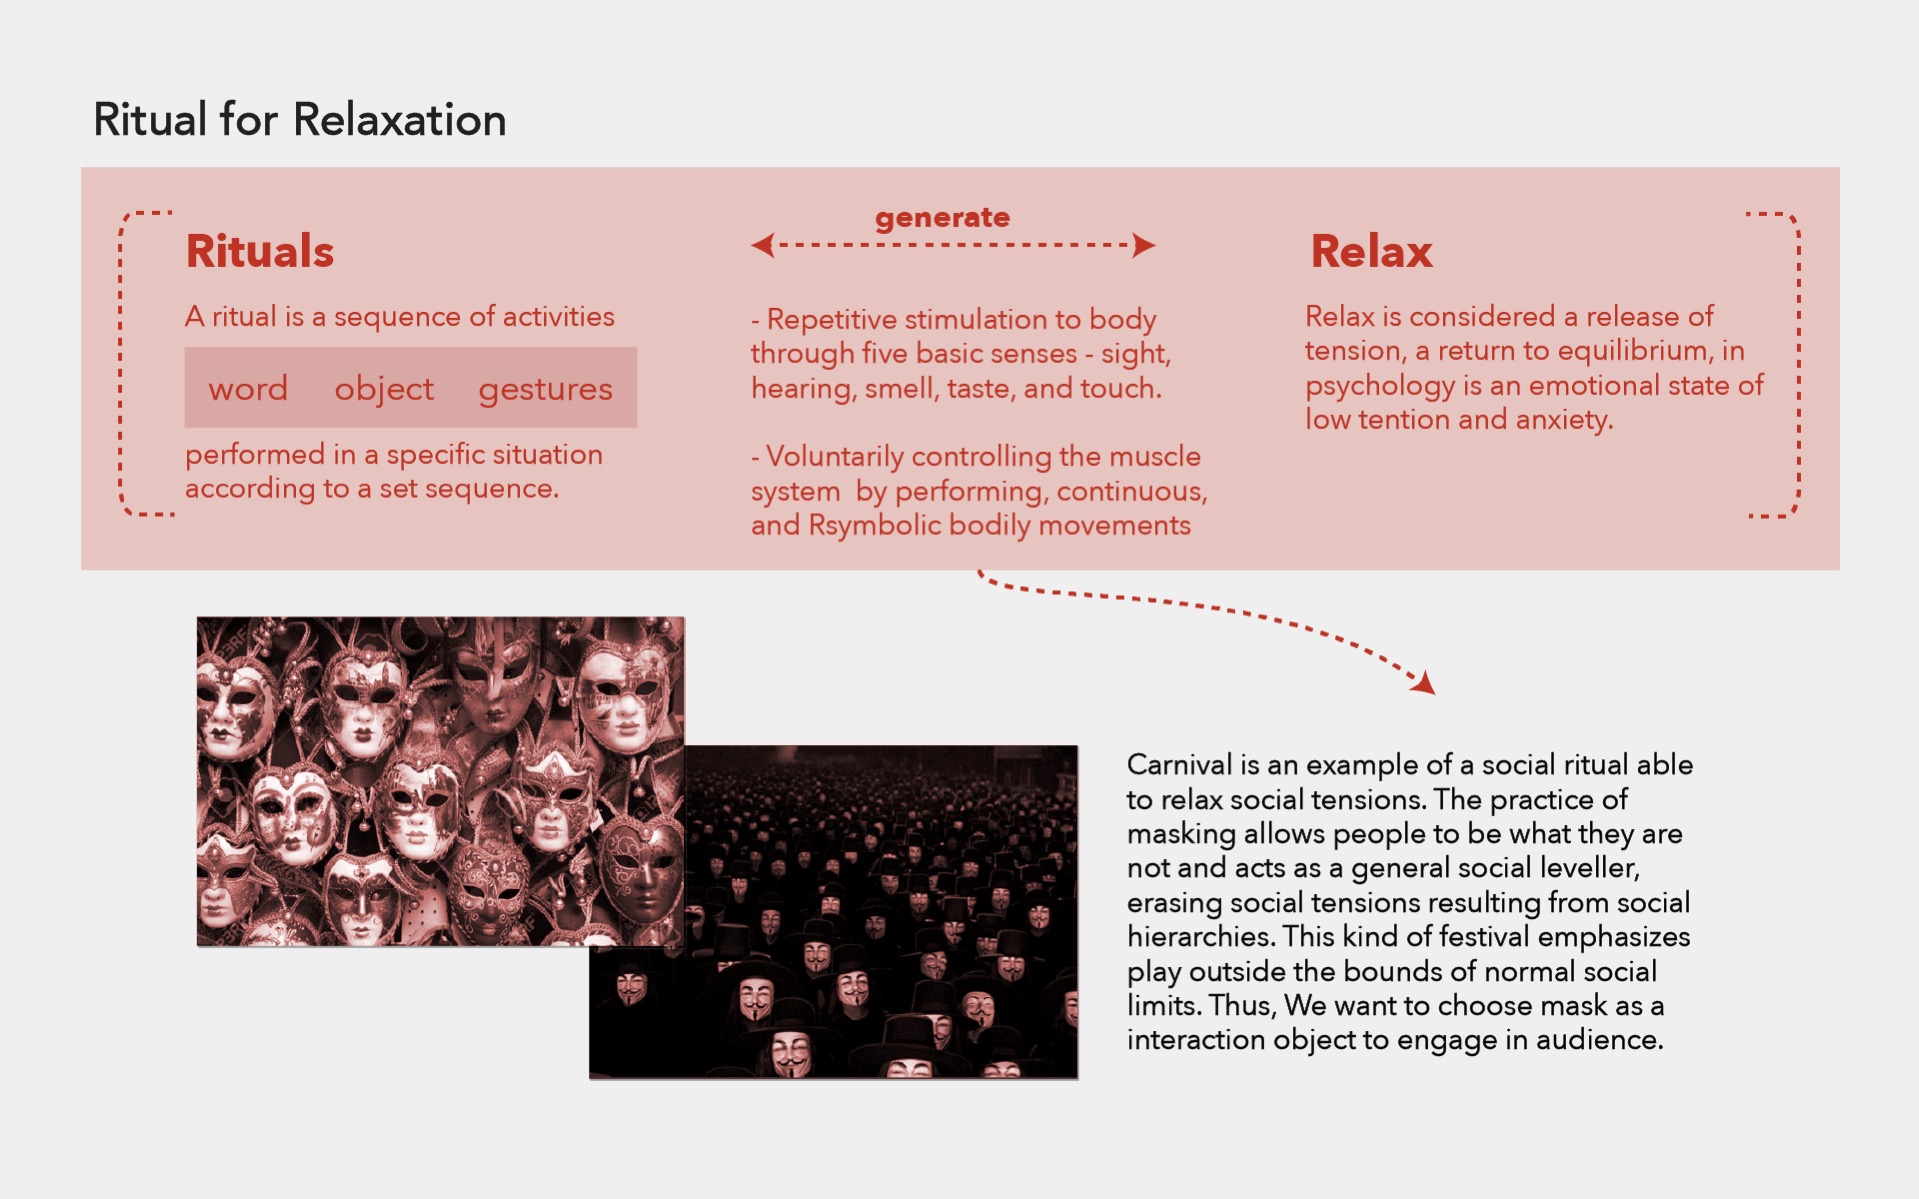 Ritual for Relaxation
Rituals
A ritual is a sequence of activities
word object gestures
performed in a specific situation
according to a set sequence.
generate
- Repetitive stimulation to body
through five basic senses - sight,
hearing, smell, taste, and touch.
- Voluntarily controlling the muscle
system by performing, continuous,
and Rsymbolic bodily movements
Relax
Relax is considered a release of
tension, a return to equilibrium, in
psychology is an emotional state of
low tention and anxiety.
Carnival is an example of a social ritual able
to relax social tensions. The practice of
masking allows people to be what they are
not and acts as a general social leveller,
erasing social tensions resulting from social
hierarchies. This kind of festival emphasizes
play outside the bounds of normal social
limits. Thus, We want to choose mask as a
interaction object to engage in audience.